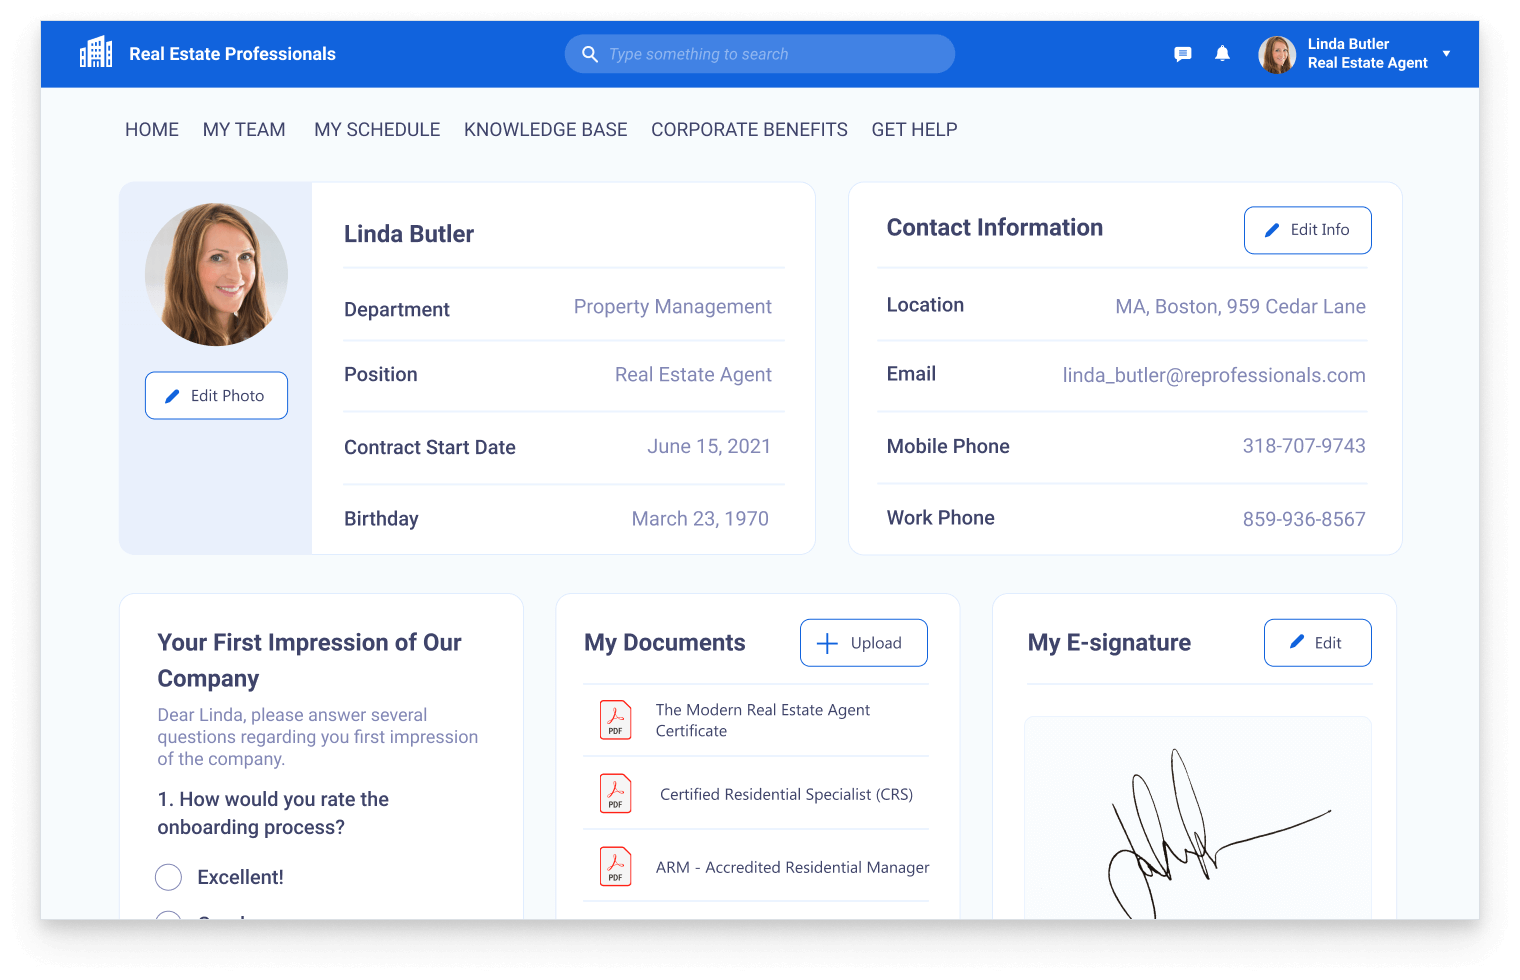 Real Estate Professionals
Type something to search
Linda Butler
Real Estate Agent
HOME MY TEAM MY SCHEDULE KNOWLEDGE BASE CORPORATE BENEFITS GET HELP
Edit Photo
Linda Butler
Department Property Management
Position Real Estate Agent
Contract Start Date June 15, 2021
Birthday March 23, 1970
Contact Information
Edit Info
Location MA, Boston, 959 Cedar Lane
Email linda_butler@reprofessionals.com
Mobile Phone 318-707-9743
Work Phone 859-936-8567
Your First Impression of Our
Company
Dear Linda, please answer several
questions regarding you first impression
of the company.
1. How would you rate the
onboarding process?
Excellent!
My Documents
Upload
PDF
The Modern Real Estate Agent
Certificate
PDF
Certified Residential Specialist (CRS)
PDF
ARM - Accredited Residential Manager
My E-signature
Edit